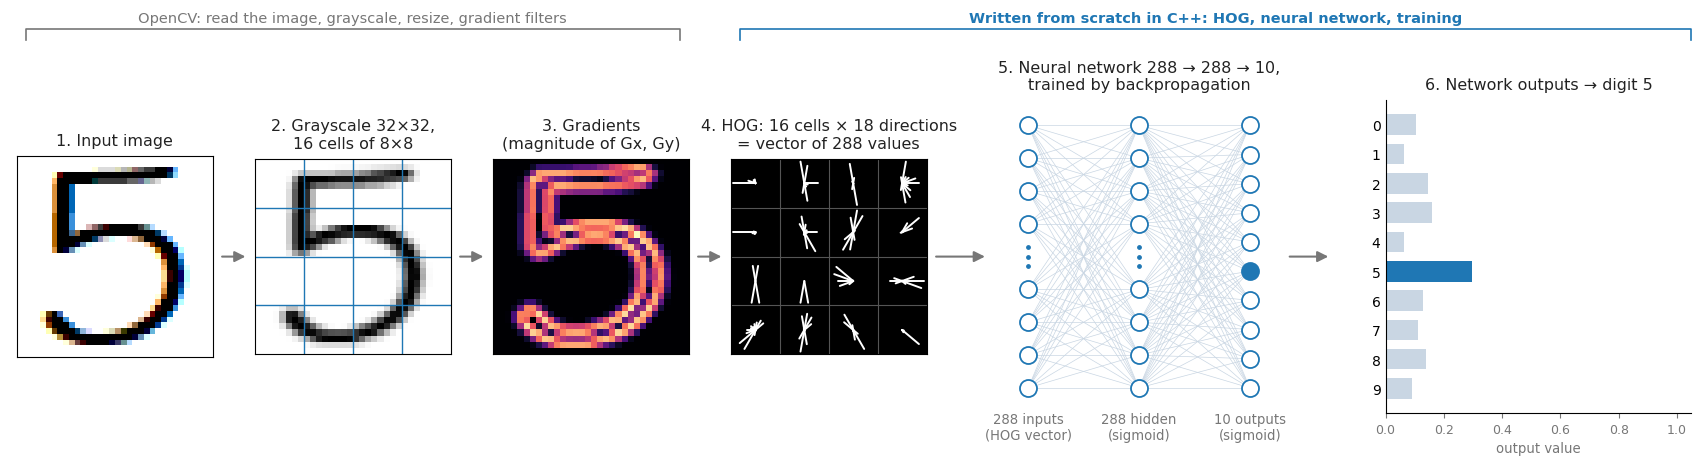 OpenCV: read the image, grayscale, resize, gradient filters
Written from scratch in C++: HOG, neural network, training
1. Input image
2. Grayscale 32×32,
16 cells of 8×8
3. Gradients
(magnitude of Gx, Gy)
4. HOG: 16 cells × 18 directions
= vector of 288 values
5. Neural network 288 → 288 → 10,
trained by backpropagation
6. Network outputs → digit 5
5
5
5
288 inputs
(HOG vector)
288 hidden
(sigmoid)
10 outputs
(sigmoid)
0
1
2
3
4
5
6
7
8
9
0.0 0.2 0.4 0.6 0.8 1.0
output value